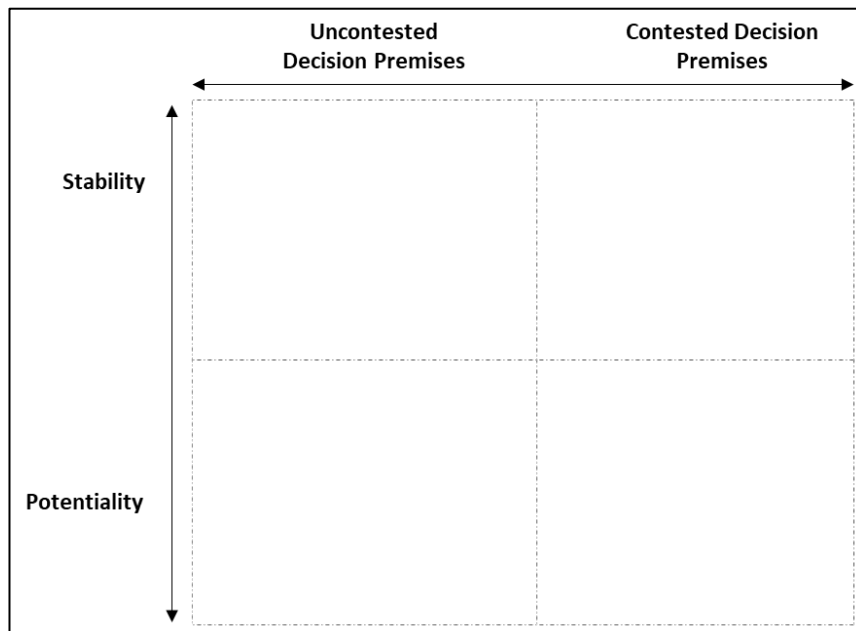 Uncontested
Decision Premises
Contested Decision
Premises
Stability
Potentiality